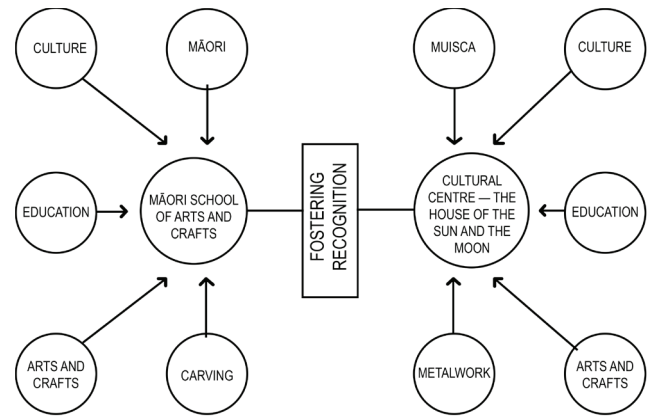 CULTURE
MĀORI
MUISCA
CULTURE
EDUCATION
MĀORI SCHOOL
OF ARTS AND
CRAFTS
FOSTERING
RECOGNITION
CULTURAL
CENTRE — THE
HOUSE OF THE
SUN AND THE
MOON
EDUCATION
ARTS AND
CRAFTS
CARVING
METALWORK
ARTS AND
CRAFTS